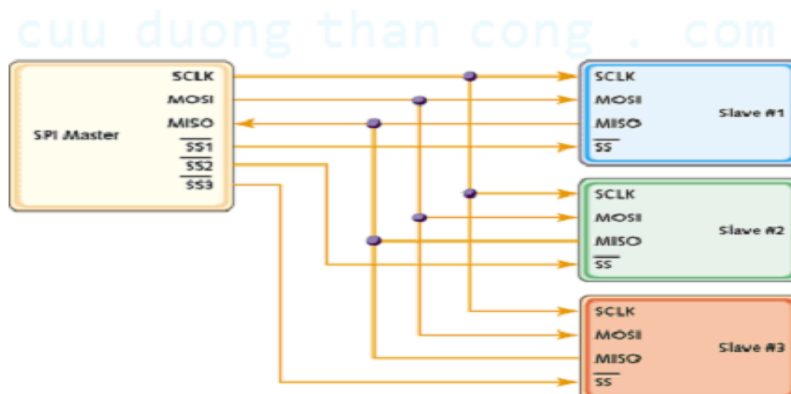 cuu duong than cong . com
SPI Master
SCLK
MOSI
MISO
SS1
SS2
SS3
SCLK
MOSI
MISO
SS
Slave #1
SCLK
MOSI
MISO
SS
Slave #2
SCLK
MOSI
MISO
SS
Slave #3